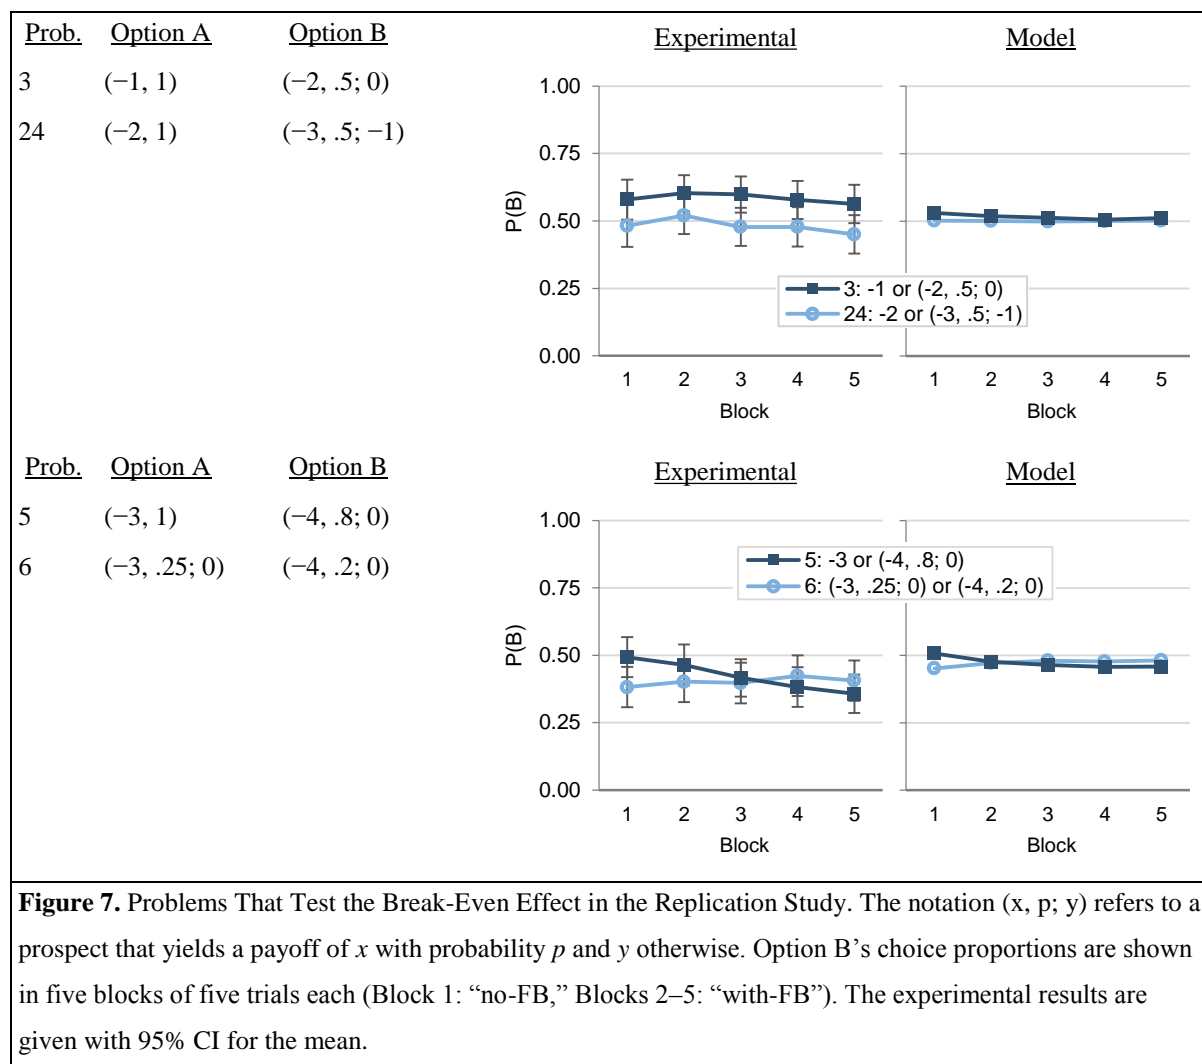 Prob. Option A Option B
3 (−1, 1) (−2, .5; 0)
24 (−2, 1) (−3, .5; −1)
Experimental Model
1.00
0.75
0.50
0.25
0.00
P(B)
3: -1 or (-2, .5; 0)
24: -2 or (-3, .5; -1)
1 2 3 4 5 1 2 3 4 5
Block Block
Prob. Option A Option B
5 (−3, 1) (−4, .8; 0)
6 (−3, .25; 0) (−4, .2; 0)
Experimental Model
1.00
0.75
0.50
0.25
0.00
P(B)
5: -3 or (-4, .8; 0)
6: (-3, .25; 0) or (-4, .2; 0)
1 2 3 4 5 1 2 3 4 5
Block Block
Figure 7. Problems That Test the Break-Even Effect in the Replication Study. The notation (x, p; y) refers to a
prospect that yields a payoff of x with probability p and y otherwise. Option B’s choice proportions are shown
in five blocks of five trials each (Block 1: “no-FB,” Blocks 2–5: “with-FB”). The experimental results are
given with 95% CI for the mean.